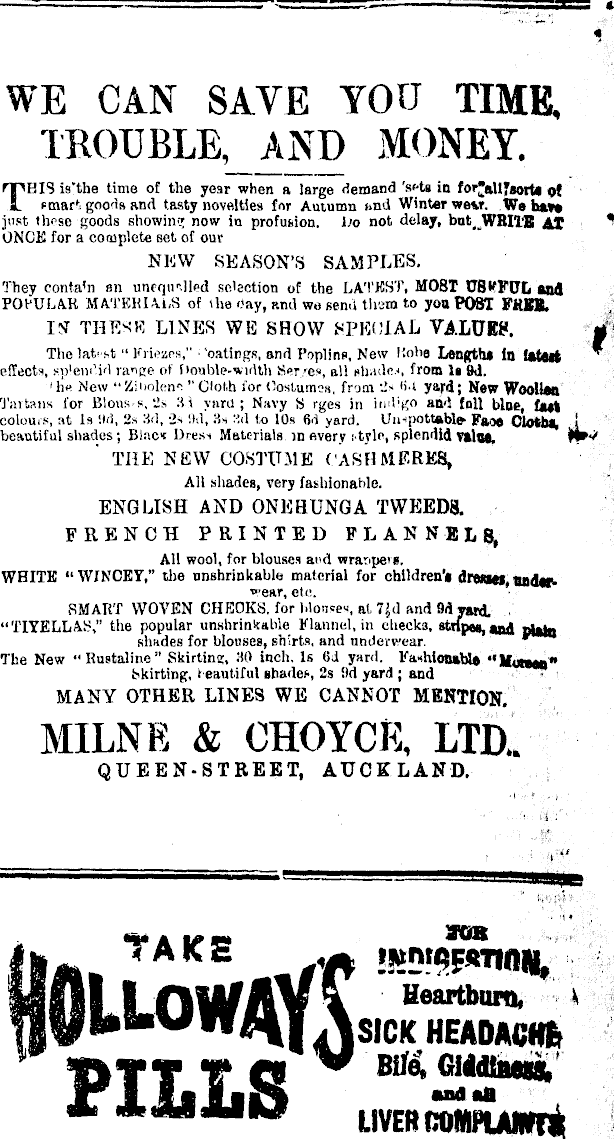 WE CAN SAVE YOU TIME,
TROUBLE, AND MONEY.
THIS is the time of the year when a large demand sets in for all sorts of
smart goods and tasty novelties for Autumn and Winter wear. We have
just these goods showing now in profusion. Do not delay, but WRITE AT
ONCE for a complete set of our
NEW SEASON'S SAMPLES.
They contain an unequalled selection of the LATEST, MOST USEFUL and
POPULAR MATERIALS of the day, and we send them to you POST FREE.
IN THESE LINES WE SHOW SPECIAL VALUES.
The latest "Friezes," Coatings, and Poplins, New Robe Lengths in latest
effects, splendid range of Double-width Serges, all shades, from 1s 9d.
The New "Zibolene" Cloth for Costumes, from 2s 6d yard; New Woollen
Tartans for Blouses, 2s 3d yard; Navy Serges in indigo and full blue, fast
colours, at 1s 9d, 2s 3d, 2s 9d, 3s 3d to 10s 6d yard. Unspottable Face Cloths,
beautiful shades; Black Dress Materials in every style, splendid value.
THE NEW COSTUME CASHMERES,
All shades, very fashionable.
ENGLISH AND ONEHUNGA TWEEDS.
FRENCH PRINTED FLANNELS,
All wool, for blouses and wrappers.
WHITE "WINCEY," the unshrinkable material for children's dresses, under-
wear, etc.
SMART WOVEN CHECKS, for blouses, at 7½d and 9d yard.
"TIYELLAS," the popular unshrinkable Flannel, in checks, stripes, and plain
shades for blouses, shirts, and underwear.
The New "Rustaline" Skirting, 30 inch, 1s 6d yard. Fashionable "Moreen"
Skirting, beautiful shades, 2s 9d yard; and
MANY OTHER LINES WE CANNOT MENTION.
MILNE & CHOYCE, LTD.,
QUEEN-STREET, AUCKLAND.
TAKE
HOLLOWAY'S
PILLS
FOR
INDIGESTION,
Heartburn,
SICK HEADACHE
Bile, Giddiness,
and all
LIVER COMPLAINTS